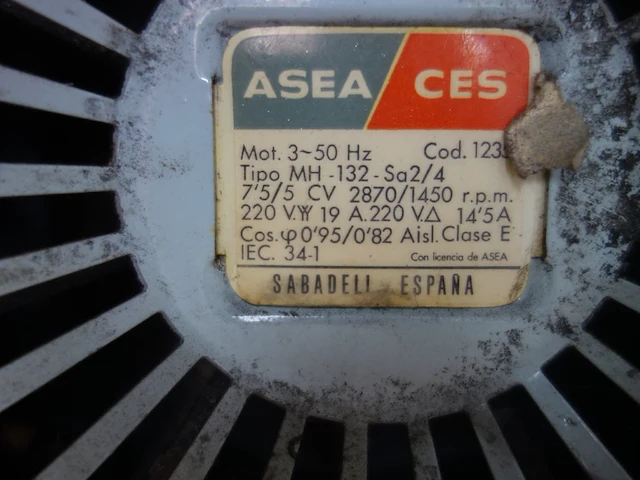 ASEA CES
Mot. 3~50 Hz Cod. 123
Tipo MH-132-Sa2/4
7'5/5 CV 2870/1450 r.p.m.
220 V YY 19 A. 220 V Δ 14'5 A
Cos. φ 0'95/0'82 Aisl. Clase E
IEC. 34-1 Con licencia de ASEA
SABADELL ESPAÑA